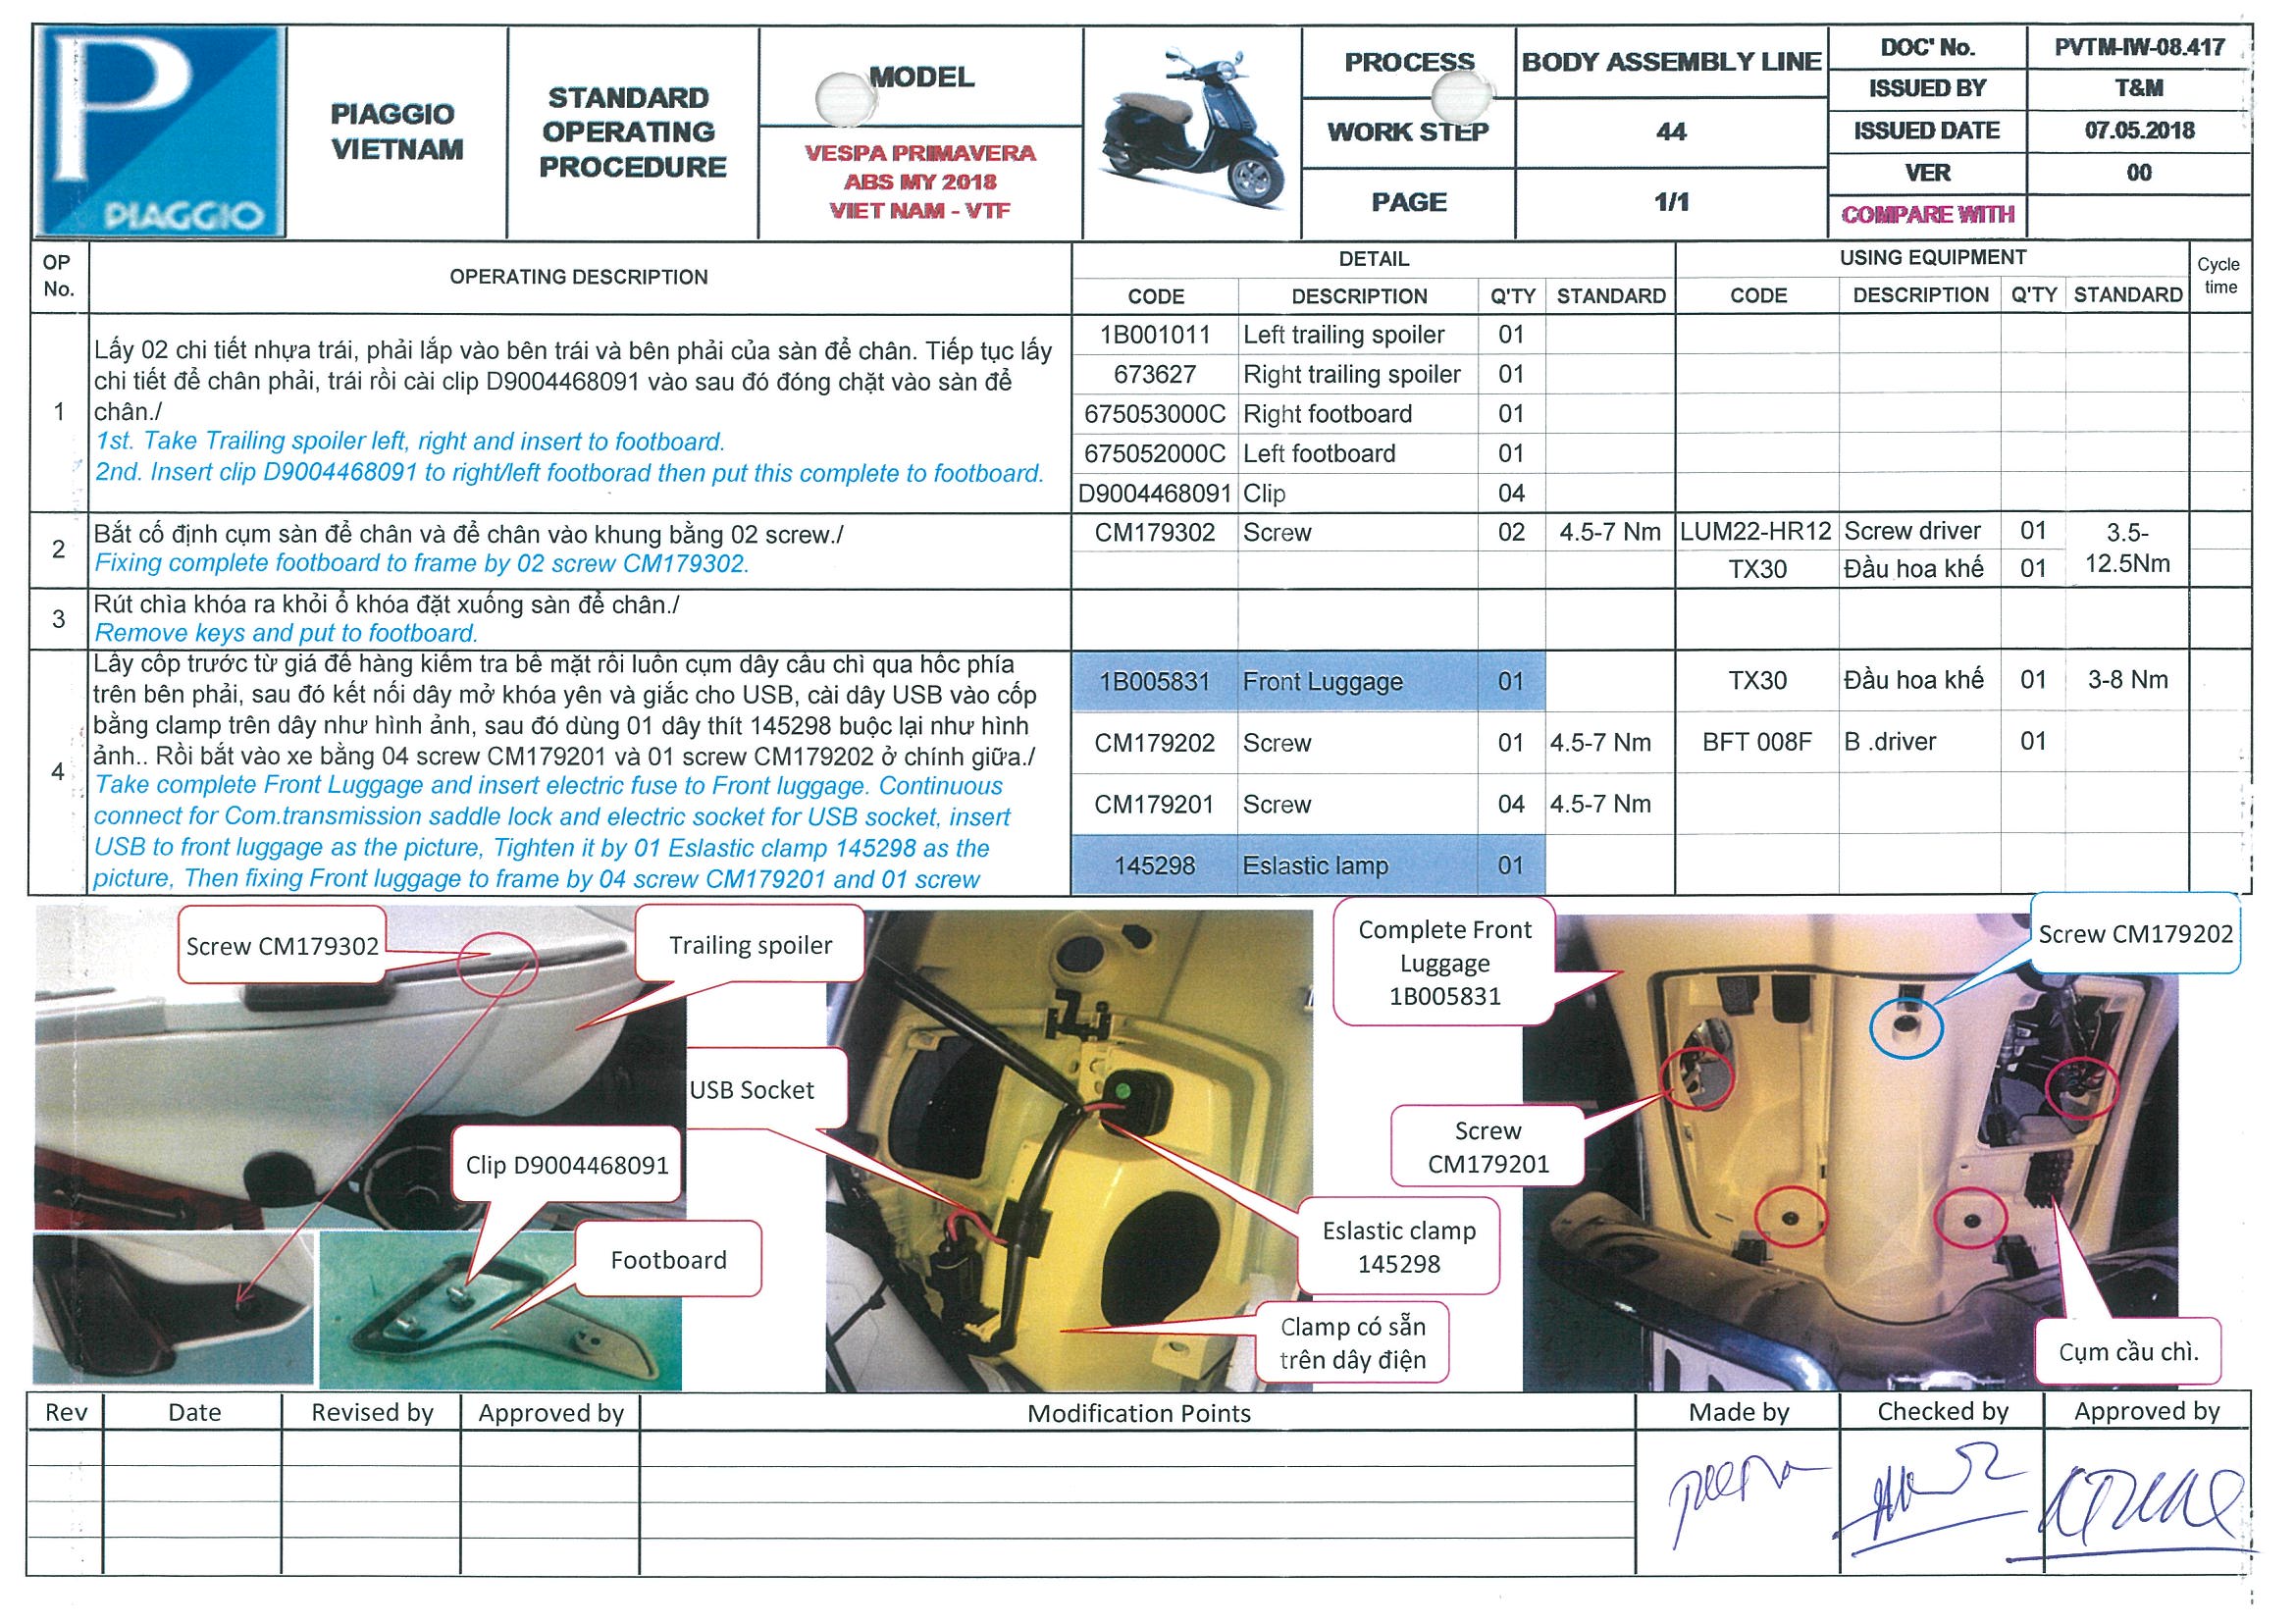 PIAGGIO
PIAGGIO
VIETNAM
STANDARD
OPERATING
PROCEDURE
MODEL
VESPA PRIMAVERA
ABS MY 2018
VIET NAM - VTF
PROCESS
BODY ASSEMBLY LINE
WORK STEP
44
PAGE
1/1
DOC' No.
PVTM-IW-08.417
ISSUED BY
T&M
ISSUED DATE
07.05.2018
VER
00
COMPARE WITH
OP
No.
OPERATING DESCRIPTION
DETAIL
USING EQUIPMENT
Cycle
time
CODE DESCRIPTION Q'TY STANDARD CODE DESCRIPTION Q'TY STANDARD
1
Lấy 02 chi tiết nhựa trái, phải lắp vào bên trái và bên phải của sàn để chân. Tiếp tục lấy
chi tiết để chân phải, trái rồi cài clip D9004468091 vào sau đó đóng chặt vào sàn để
chân./
1st. Take Trailing spoiler left, right and insert to footboard.
2nd. Insert clip D9004468091 to right/left footborad then put this complete to footboard.
1B001011 Left trailing spoiler 01
673627 Right trailing spoiler 01
675053000C Right footboard 01
675052000C Left footboard 01
D9004468091 Clip 04
2
Bắt cố định cụm sàn để chân và để chân vào khung bằng 02 screw./
Fixing complete footboard to frame by 02 screw CM179302.
CM179302 Screw 02 4.5-7 Nm LUM22-HR12 Screw driver 01 3.5-
TX30 Đầu hoa khế 01 12.5Nm
3
Rút chìa khóa ra khỏi ổ khóa đặt xuống sàn để chân./
Remove keys and put to footboard.
4
Lấy cốp trước từ giá để hàng kiểm tra bề mặt rồi luồn cụm dây cầu chì qua hốc phía
trên bên phải, sau đó kết nối dây mở khóa yên và giắc cho USB, cài dây USB vào cốp
bằng clamp trên dây như hình ảnh, sau đó dùng 01 dây thít 145298 buộc lại như hình
ảnh.. Rồi bắt vào xe bằng 04 screw CM179201 và 01 screw CM179202 ở chính giữa./
Take complete Front Luggage and insert electric fuse to Front luggage. Continuous
connect for Com.transmission saddle lock and electric socket for USB socket, insert
USB to front luggage as the picture, Tighten it by 01 Eslastic clamp 145298 as the
picture, Then fixing Front luggage to frame by 04 screw CM179201 and 01 screw
1B005831 Front Luggage 01 TX30 Đầu hoa khế 01 3-8 Nm
CM179202 Screw 01 4.5-7 Nm BFT 008F B .driver 01
CM179201 Screw 04 4.5-7 Nm
145298 Eslastic lamp 01
Screw CM179302
Trailing spoiler
Clip D9004468091
Footboard
USB Socket
Eslastic clamp
145298
Clamp có sẵn
trên dây điện
Complete Front
Luggage
1B005831
Screw CM179202
Screw
CM179201
Cụm cầu chì.
Rev Date Revised by Approved by Modification Points Made by Checked by Approved by